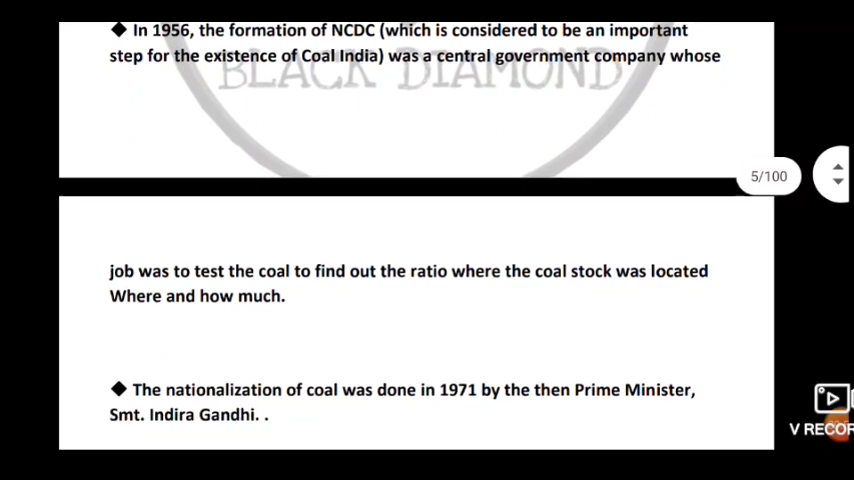 ◆ In 1956, the formation of NCDC (which is considered to be an important
step for the existence of Coal India) was a central government company whose
BLACK DIAMOND
5/100
job was to test the coal to find out the ratio where the coal stock was located
Where and how much.
◆ The nationalization of coal was done in 1971 by the then Prime Minister,
Smt. Indira Gandhi. .
V RECOR